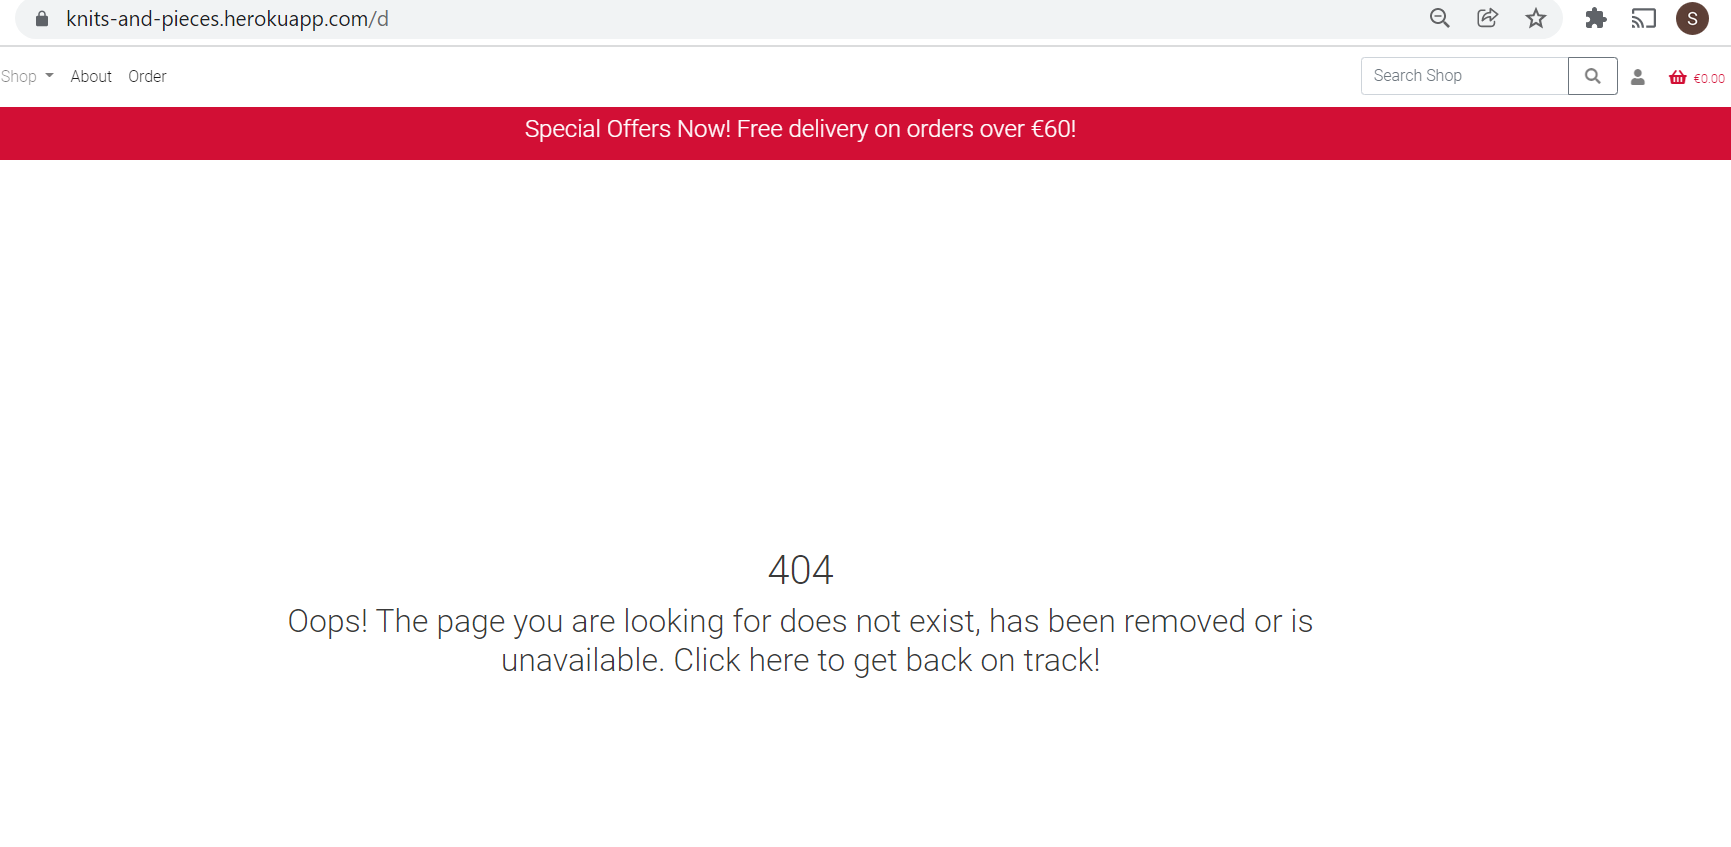 knits-and-pieces.herokuapp.com/d
S
Shop About Order
Search Shop
€0.00
Special Offers Now! Free delivery on orders over €60!
404
Oops! The page you are looking for does not exist, has been removed or is
unavailable. Click here to get back on track!